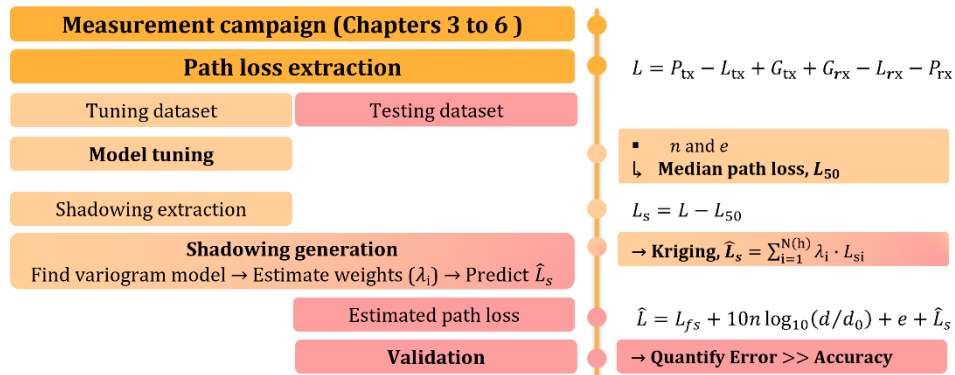 Measurement campaign (Chapters 3 to 6 )
Path loss extraction
L = P_tx − L_tx + G_tx + G_rx − L_rx − P_rx
Tuning dataset
Testing dataset
Model tuning
▪ n and e
↳ Median path loss, L_50
Shadowing extraction
L_s = L − L_50
Shadowing generation
Find variogram model → Estimate weights (λ_i) → Predict L̂_s
→ Kriging, L̂_s = ∑_{i=1}^{N(h)} λ_i · L_si
Estimated path loss
L̂ = L_fs + 10n log_10(d/d_0) + e + L̂_s
Validation
→ Quantify Error >> Accuracy